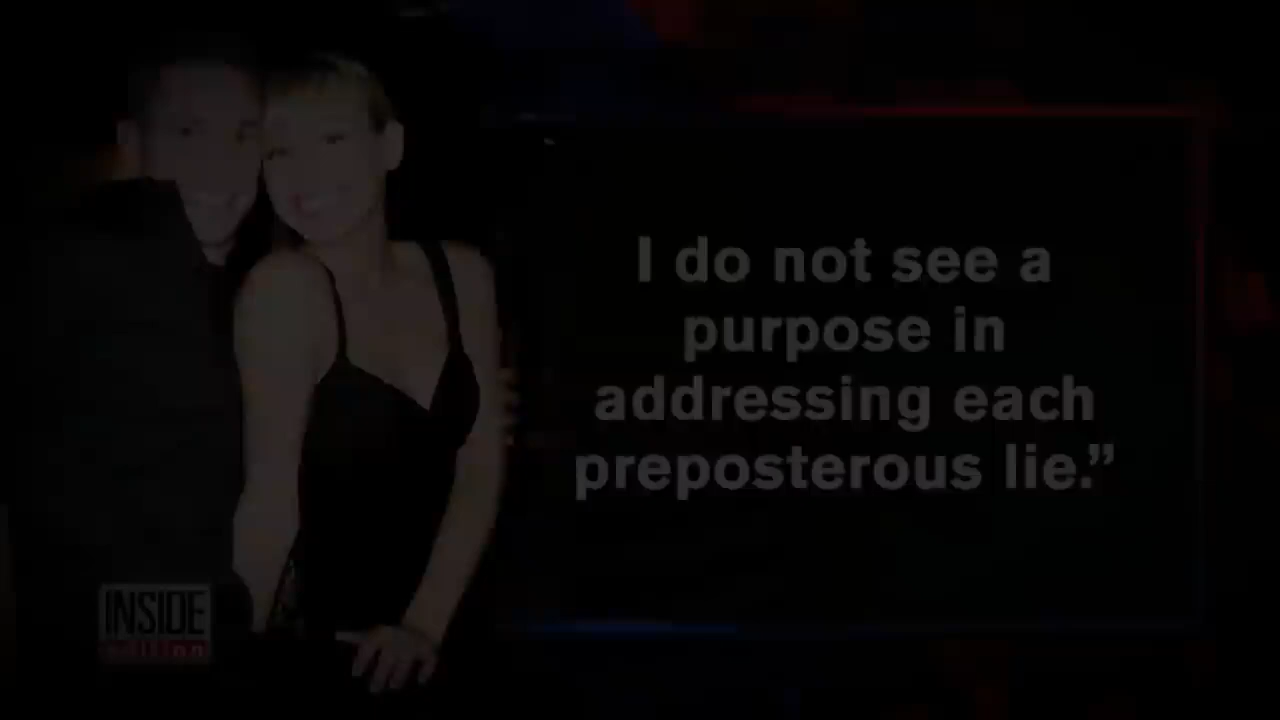 I do not see a
purpose in
addressing each
preposterous lie.”
INSIDE
edition